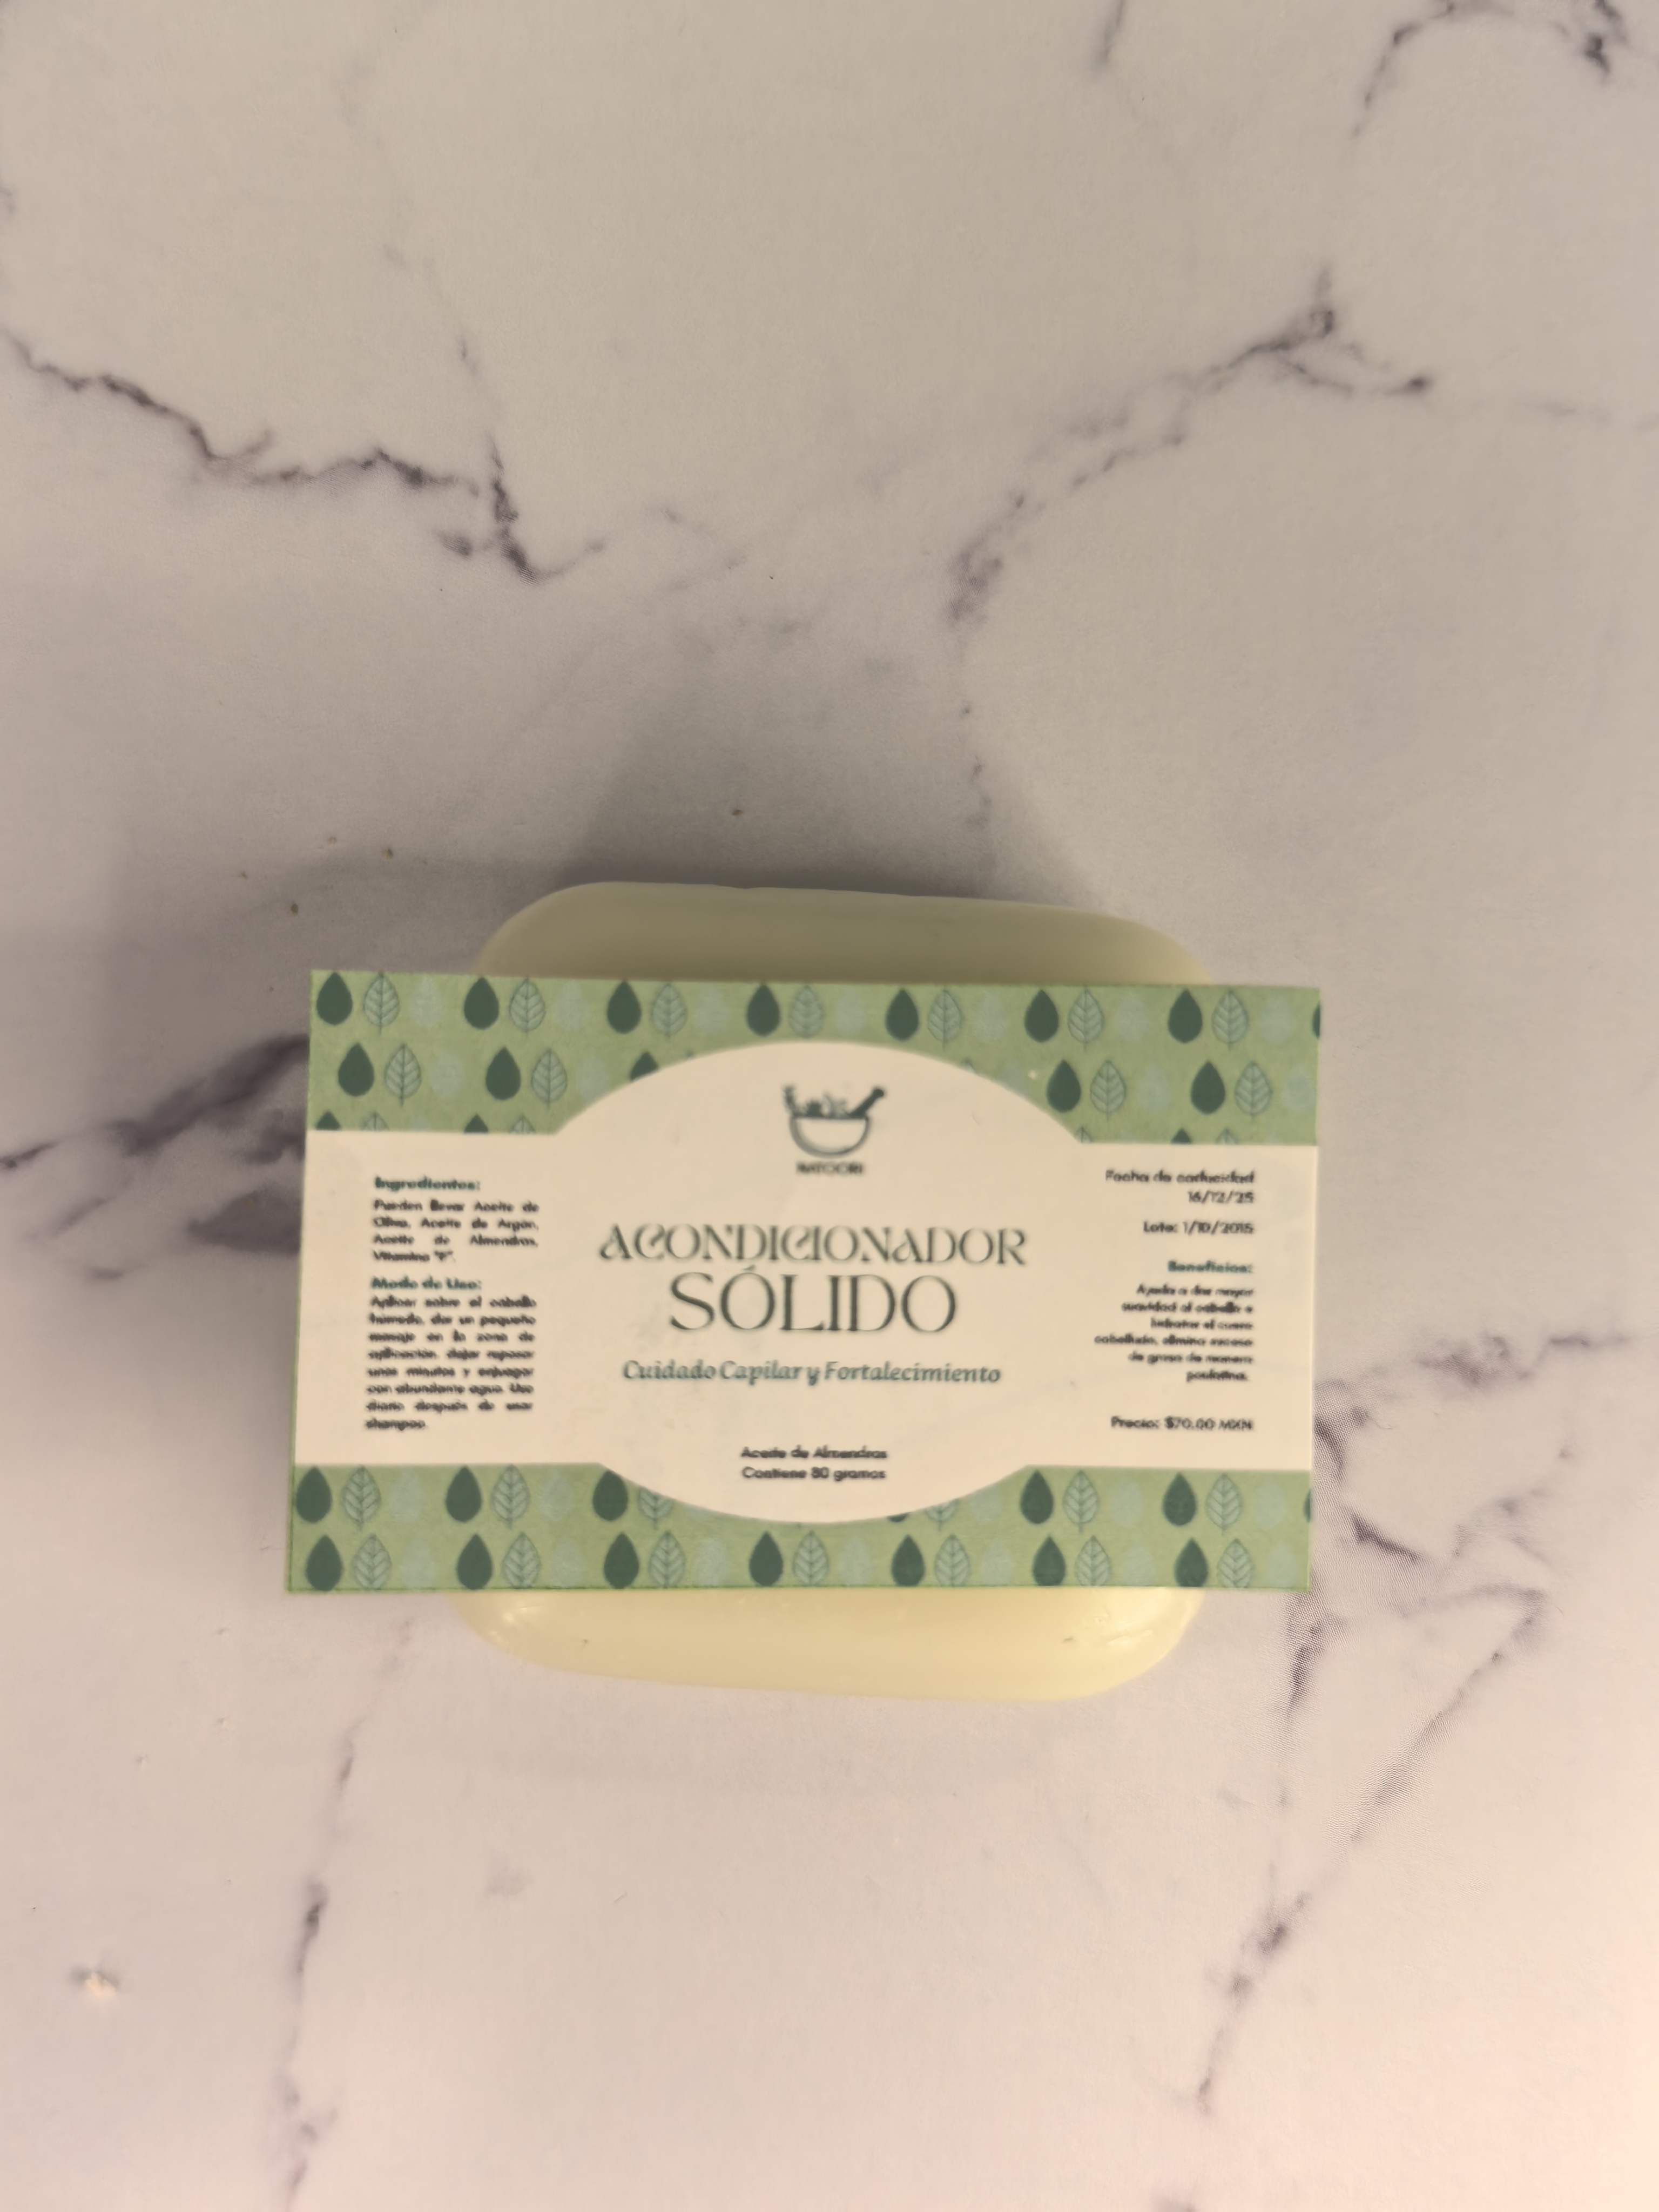 NATOORI
ACONDICIONADOR
SÓLIDO
Cuidado Capilar y Fortalecimiento
Aceite de Almendras
Contiene 80 gramos
Ingredientes:
Pueden llevar Aceite de
Oliva, Aceite de Argán,
Aceite de Almendras,
Vitamina
Modo de Uso:
Aplicar sobre el cabello
húmedo, dar un pequeño
masaje en la zona de
aplicación, dejar reposar
unos minutos y enjuagar
con abundante agua. Uso
diario después de usar
shampoo.
Fecha de caducidad
16/12/25
Lote: 1/10/2015
Beneficios:
Ayuda a dar mayor
suavidad al cabello e
hidratar el cuero
cabelludo, elimina exceso
de grasa de manera
paulatina.
Precio: $70.00 MXN